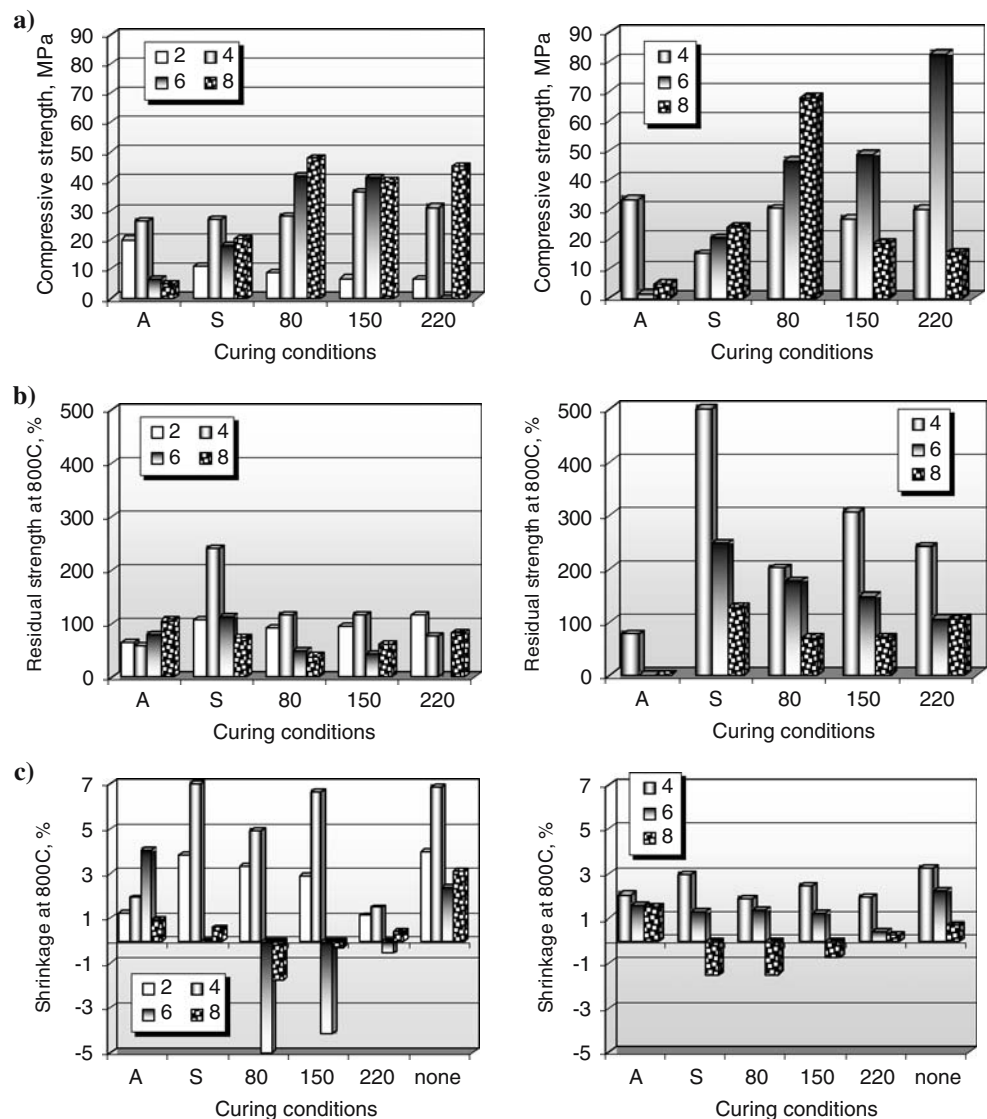 a)
Compressive strength, MPa
90
80
70
60
50
40
30
20
10
0
2 4
6 8
A S 80 150 220
Curing conditions
Compressive strength, MPa
90
80
70
60
50
40
30
20
10
0
4
6
8
A S 80 150 220
Curing conditions
b)
Residual strength at 800C, %
500
400
300
200
100
0
2 4
6 8
A S 80 150 220
Curing conditions
Residual strength at 800C, %
500
400
300
200
100
0
4
6
8
A S 80 150 220
Curing conditions
c)
Shrinkage at 800C, %
7
5
3
1
-1
-3
-5
2 4
6 8
A S 80 150 220 none
Curing conditions
Shrinkage at 800C, %
7
5
3
1
-1
-3
-5
4
6
8
A S 80 150 220 none
Curing conditions